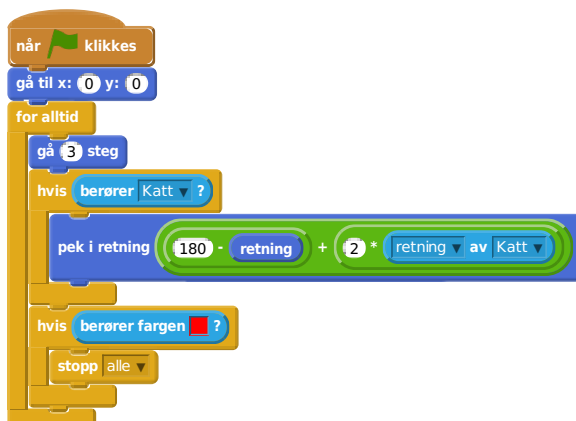 når klikkes
gå til x: 0 y: 0
for alltid
gå 3 steg
hvis berører Katt ?
pek i retning 180 - retning + 2 * retning av Katt
hvis berører fargen ?
stopp alle